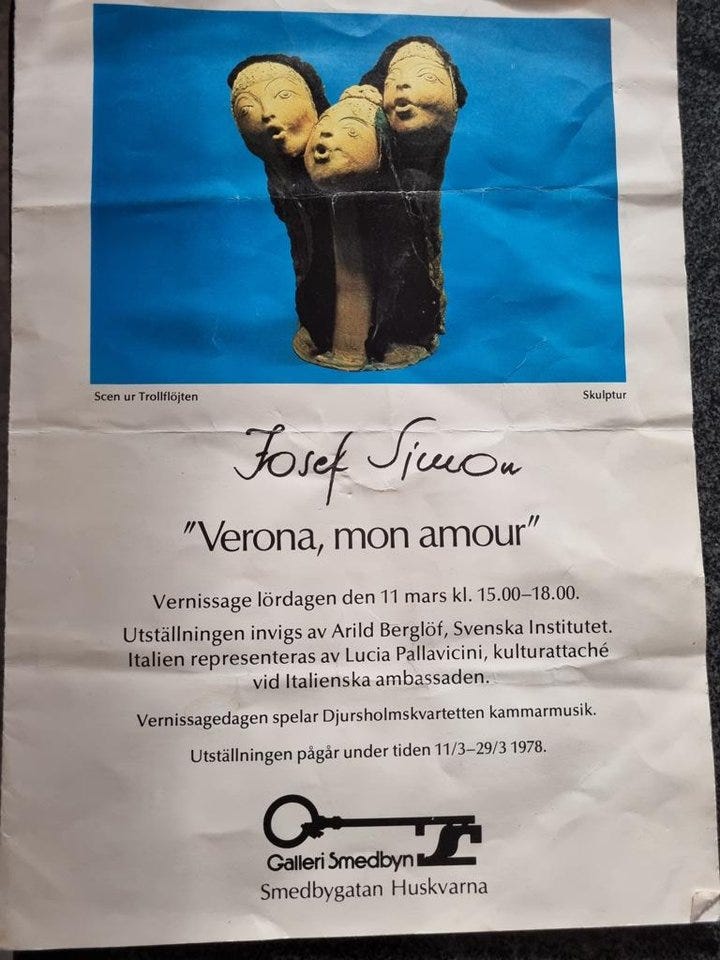 Scen ur Trollflöjten
Skulptur
Josef Simon
"Verona, mon amour"
Vernissage lördagen den 11 mars kl. 15.00–18.00.
Utställningen invigs av Arild Berglöf, Svenska Institutet.
Italien representeras av Lucia Pallavicini, kulturattaché
vid Italienska ambassaden.
Vernissagedagen spelar Djursholmskvartetten kammarmusik.
Utställningen pågår under tiden 11/3–29/3 1978.
Galleri Smedbyn
Smedbygatan Huskvarna